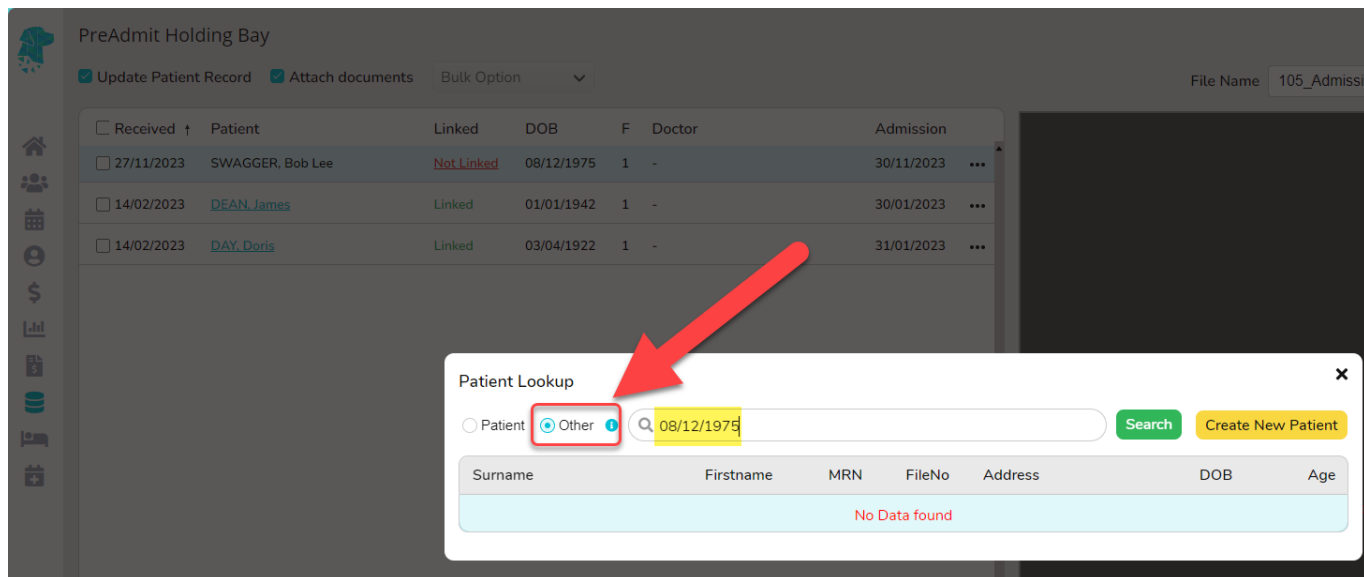 PreAdmit Holding Bay
Update Patient Record Attach documents Bulk Option
File Name 105_Admissi
Received Patient Linked DOB F Doctor Admission
27/11/2023 SWAGGER, Bob Lee Not Linked 08/12/1975 1 - 30/11/2023
14/02/2023 DEAN, James Linked 01/01/1942 1 - 30/01/2023
14/02/2023 DAY, Doris Linked 03/04/1922 1 - 31/01/2023
Patient Lookup
Patient Other 08/12/1975 Search Create New Patient
Surname Firstname MRN FileNo Address DOB Age
No Data found